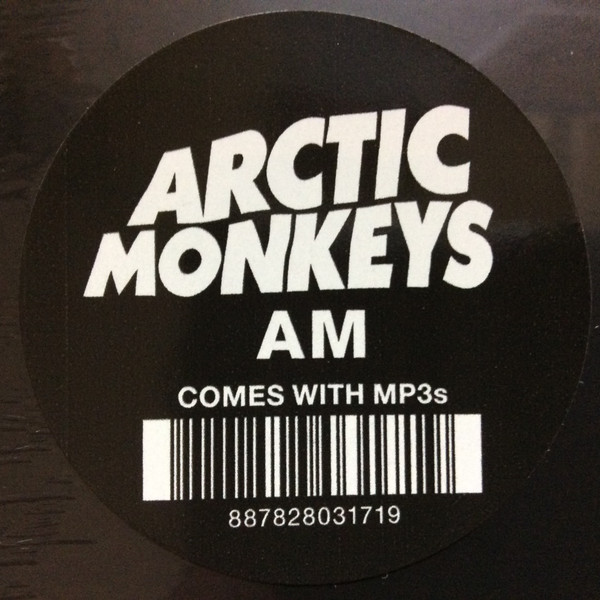 ARCTIC
MONKEYS
AM
COMES WITH MP3s
887828031719